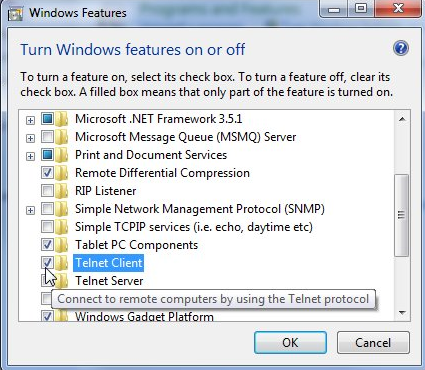 Windows Features
Turn Windows features on or off
To turn a feature on, select its check box. To turn a feature off, clear its
check box. A filled box means that only part of the feature is turned on.
Microsoft .NET Framework 3.5.1
Microsoft Message Queue (MSMQ) Server
Print and Document Services
Remote Differential Compression
RIP Listener
Simple Network Management Protocol (SNMP)
Simple TCPIP services (i.e. echo, daytime etc)
Tablet PC Components
Telnet Client
Telnet Server
Connect to remote computers by using the Telnet protocol
Windows Gadget Platform
OK
Cancel